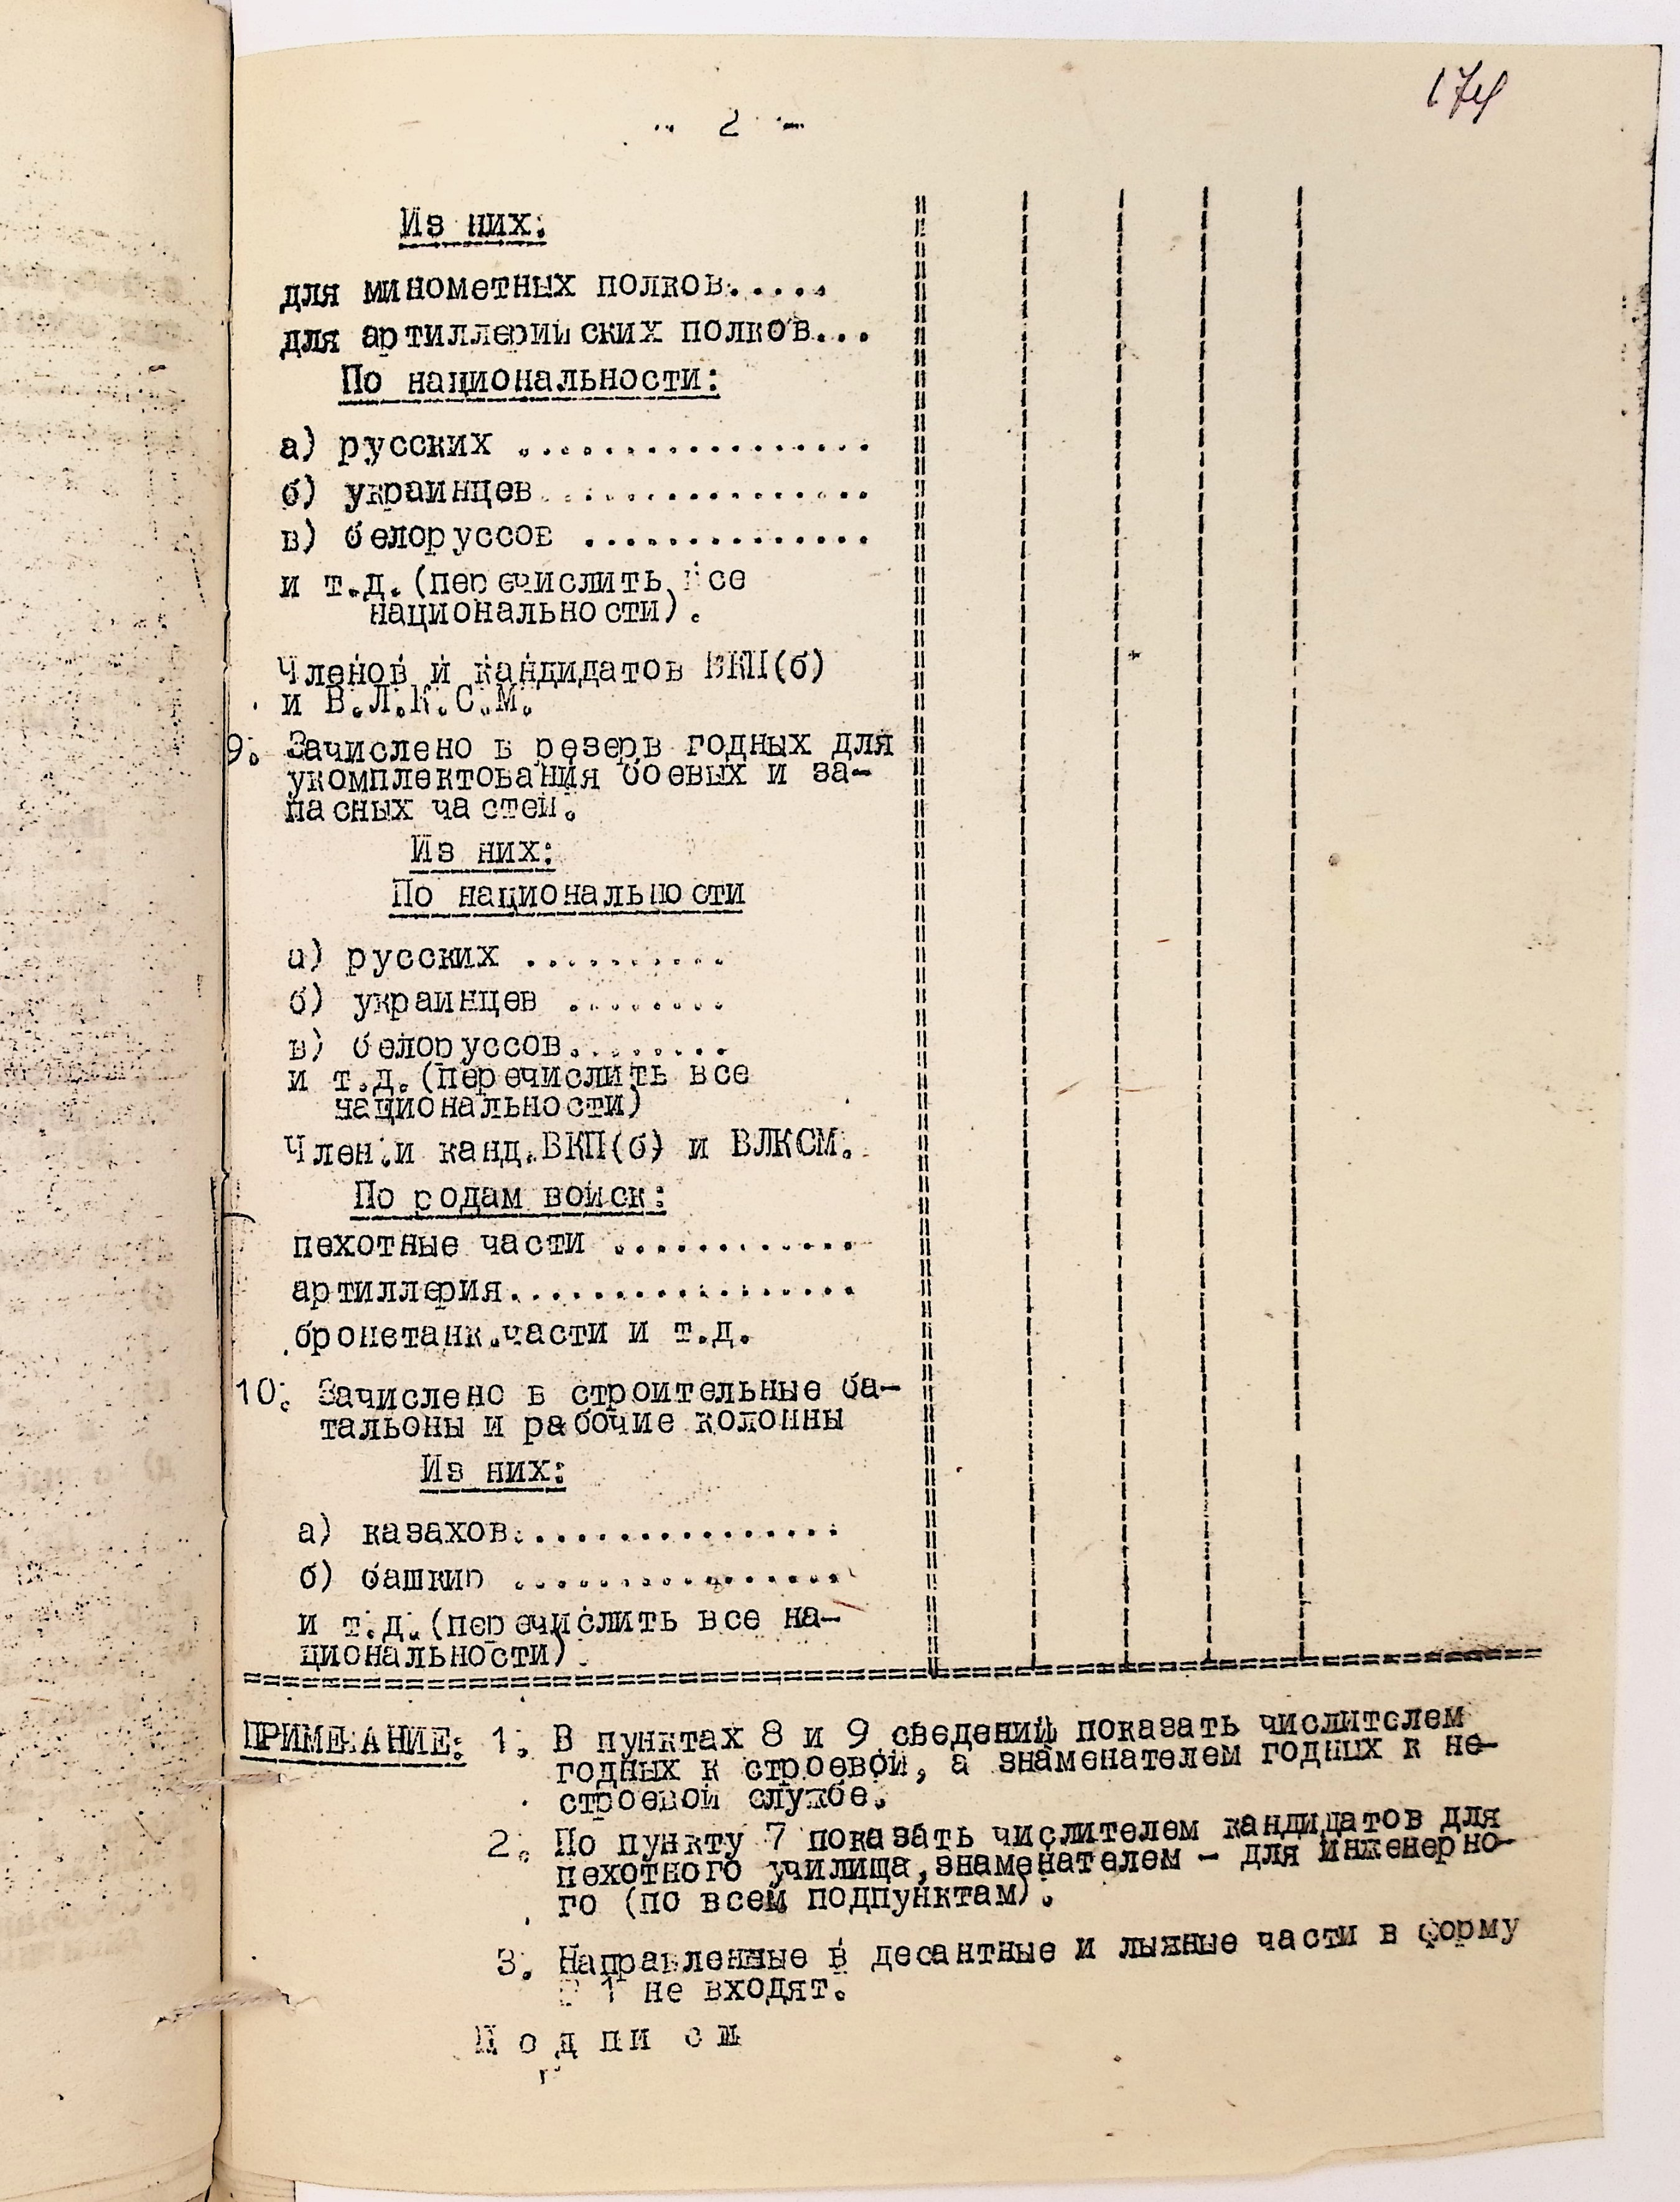 174
- 2 -
Из них:
для минометных полков.....
для артиллерийских полков...
По национальности:
а) русских .................
б) украинцев................
в) белоруссов ..............
и т.д.(перечислить все
национальности).
Членов и кандидатов ВКП(б)
и В.Л.К.С.М.
9. Зачислено в резерв годных для
укомплектования боевых и за-
пасных частей.
Из них:
По национальности
а) русских ..........
б) украинцев ........
в) белоруссов........
и т.д.(перечислить все
национальности)
Член.и канд.ВКП(б) и ВЛКСМ.
По родам войск:
пехотные части ............
артиллерия.................
бронетанк.части и т.д.
10. Зачислено в строительные ба-
тальоны и рабочие колонны
Из них:
а) казахов................
б) башкир ................
и т.д.(перечислить все на-
циональности).
ПРИМЕЧАНИЕ: 1. В пунктах 8 и 9 сведений показать числителем
годных к строевой, а знаменателем годных к не-
строевой службе.
2. По пункту 7 показать числителем кандидатов для
пехотного училища,знаменателем - для инженерно-
го (по всем подпунктам).
3. Направленные в десантные и лыжные части в форму
1 не входят.
П о д п и с и